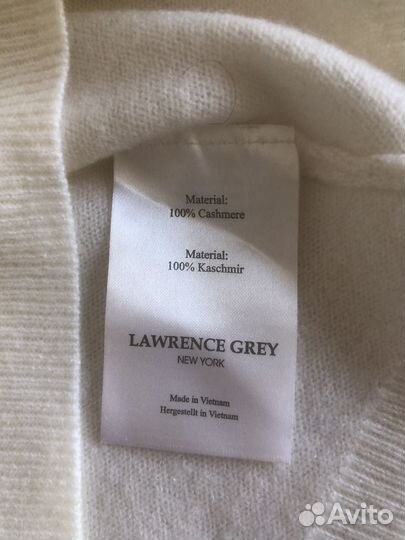 Material:
100% Cashmere
Material:
100% Kaschmir
LAWRENCE GREY
NEW YORK
Made in Vietnam
Hergestellt in Vietnam
Avito